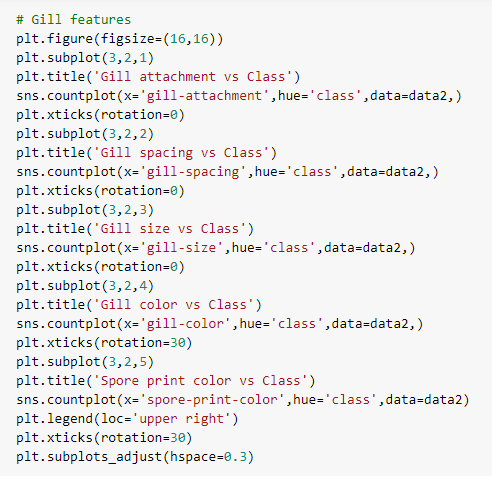 # Gill features
plt.figure(figsize=(16,16))
plt.subplot(3,2,1)
plt.title('Gill attachment vs Class')
sns.countplot(x='gill-attachment',hue='class',data=data2,)
plt.xticks(rotation=0)
plt.subplot(3,2,2)
plt.title('Gill spacing vs Class')
sns.countplot(x='gill-spacing',hue='class',data=data2,)
plt.xticks(rotation=0)
plt.subplot(3,2,3)
plt.title('Gill size vs Class')
sns.countplot(x='gill-size',hue='class',data=data2,)
plt.xticks(rotation=0)
plt.subplot(3,2,4)
plt.title('Gill color vs Class')
sns.countplot(x='gill-color',hue='class',data=data2,)
plt.xticks(rotation=30)
plt.subplot(3,2,5)
plt.title('Spore print color vs Class')
sns.countplot(x='spore-print-color',hue='class',data=data2)
plt.legend(loc='upper right')
plt.xticks(rotation=30)
plt.subplots_adjust(hspace=0.3)